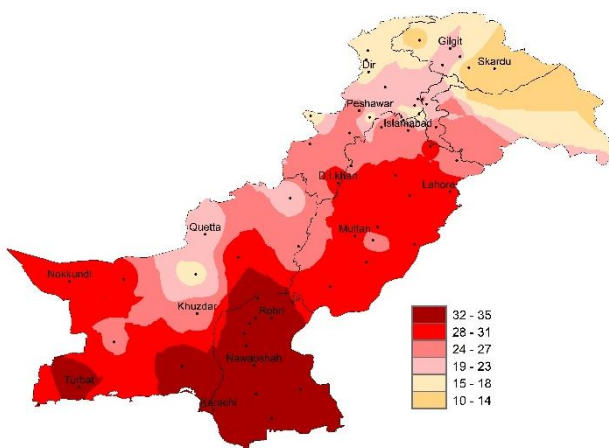 Gilgit
Skardu
Dir
Peshawar
Islamabad
D.I.khan
Lahore
Quetta
Multan
Nokkundi
Khuzdar
Rohri
Nawabshah
Turbat
Karachi
32 - 35
28 - 31
24 - 27
19 - 23
15 - 18
10 - 14